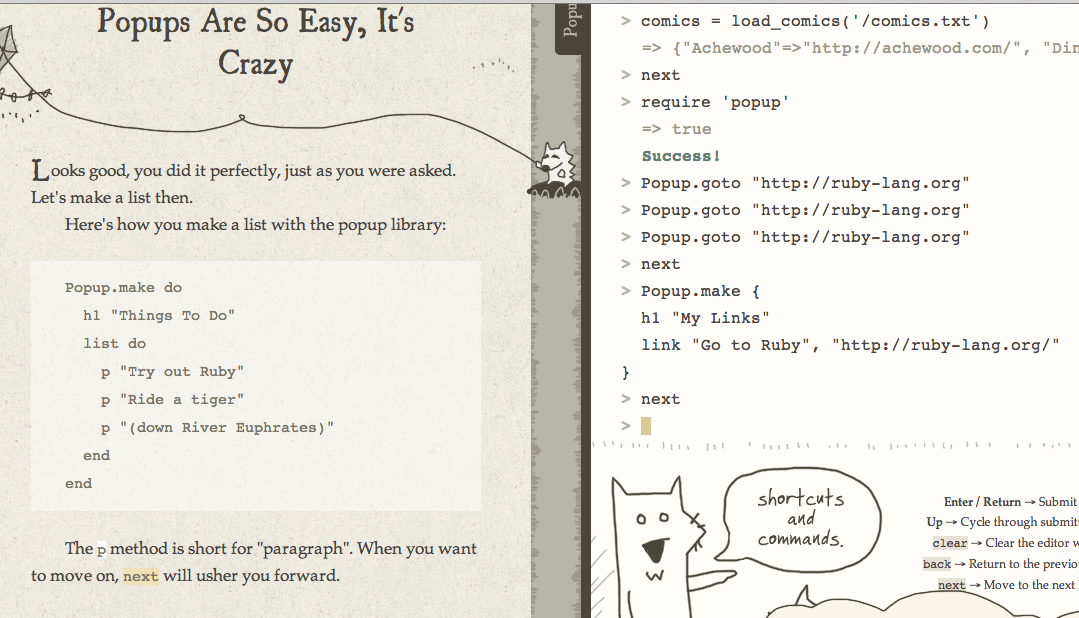 Popups Are So Easy, It's
Crazy
Looks good, you did it perfectly, just as you were asked.
Let's make a list then.
Here's how you make a list with the popup library:
Popup.make do
h1 "Things To Do"
list do
p "Try out Ruby"
p "Ride a tiger"
p "(down River Euphrates)"
end
end
The p method is short for "paragraph". When you want
to move on, next will usher you forward.
Popu
> comics = load_comics('/comics.txt')
=> {"Achewood"=>"http://achewood.com/", "Din
> next
> require 'popup'
=> true
Success!
> Popup.goto "http://ruby-lang.org"
> Popup.goto "http://ruby-lang.org"
> Popup.goto "http://ruby-lang.org"
> next
> Popup.make {
h1 "My Links"
link "Go to Ruby", "http://ruby-lang.org/"
}
> next
>
shortcuts
and
commands.
Enter / Return → Submit
Up → Cycle through submitt
clear → Clear the editor w
back → Return to the previou
next → Move to the next